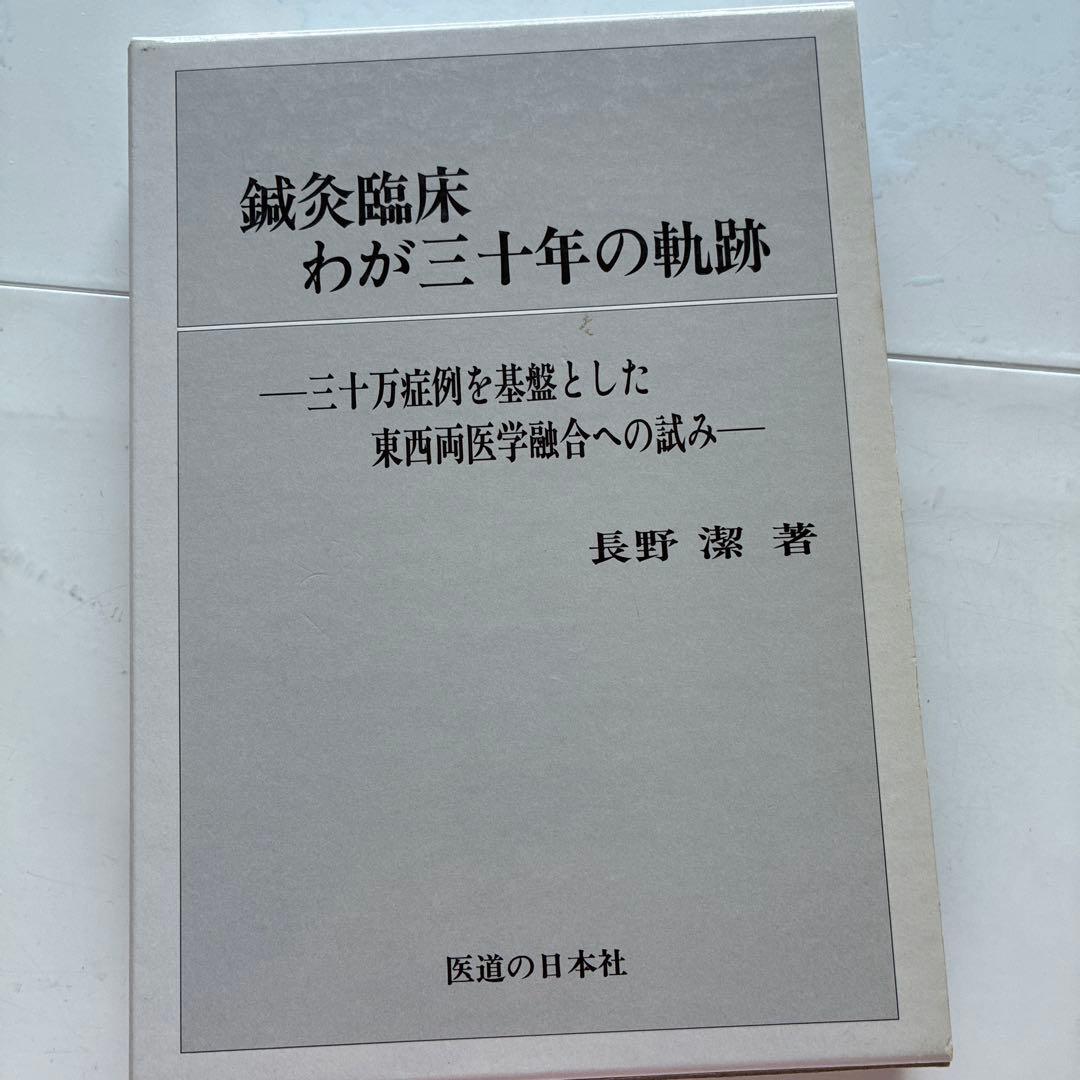 鍼灸臨床
わが三十年の軌跡
―三十万症例を基盤とした
東西両医学融合への試み―
長野 潔 著
医道の日本社